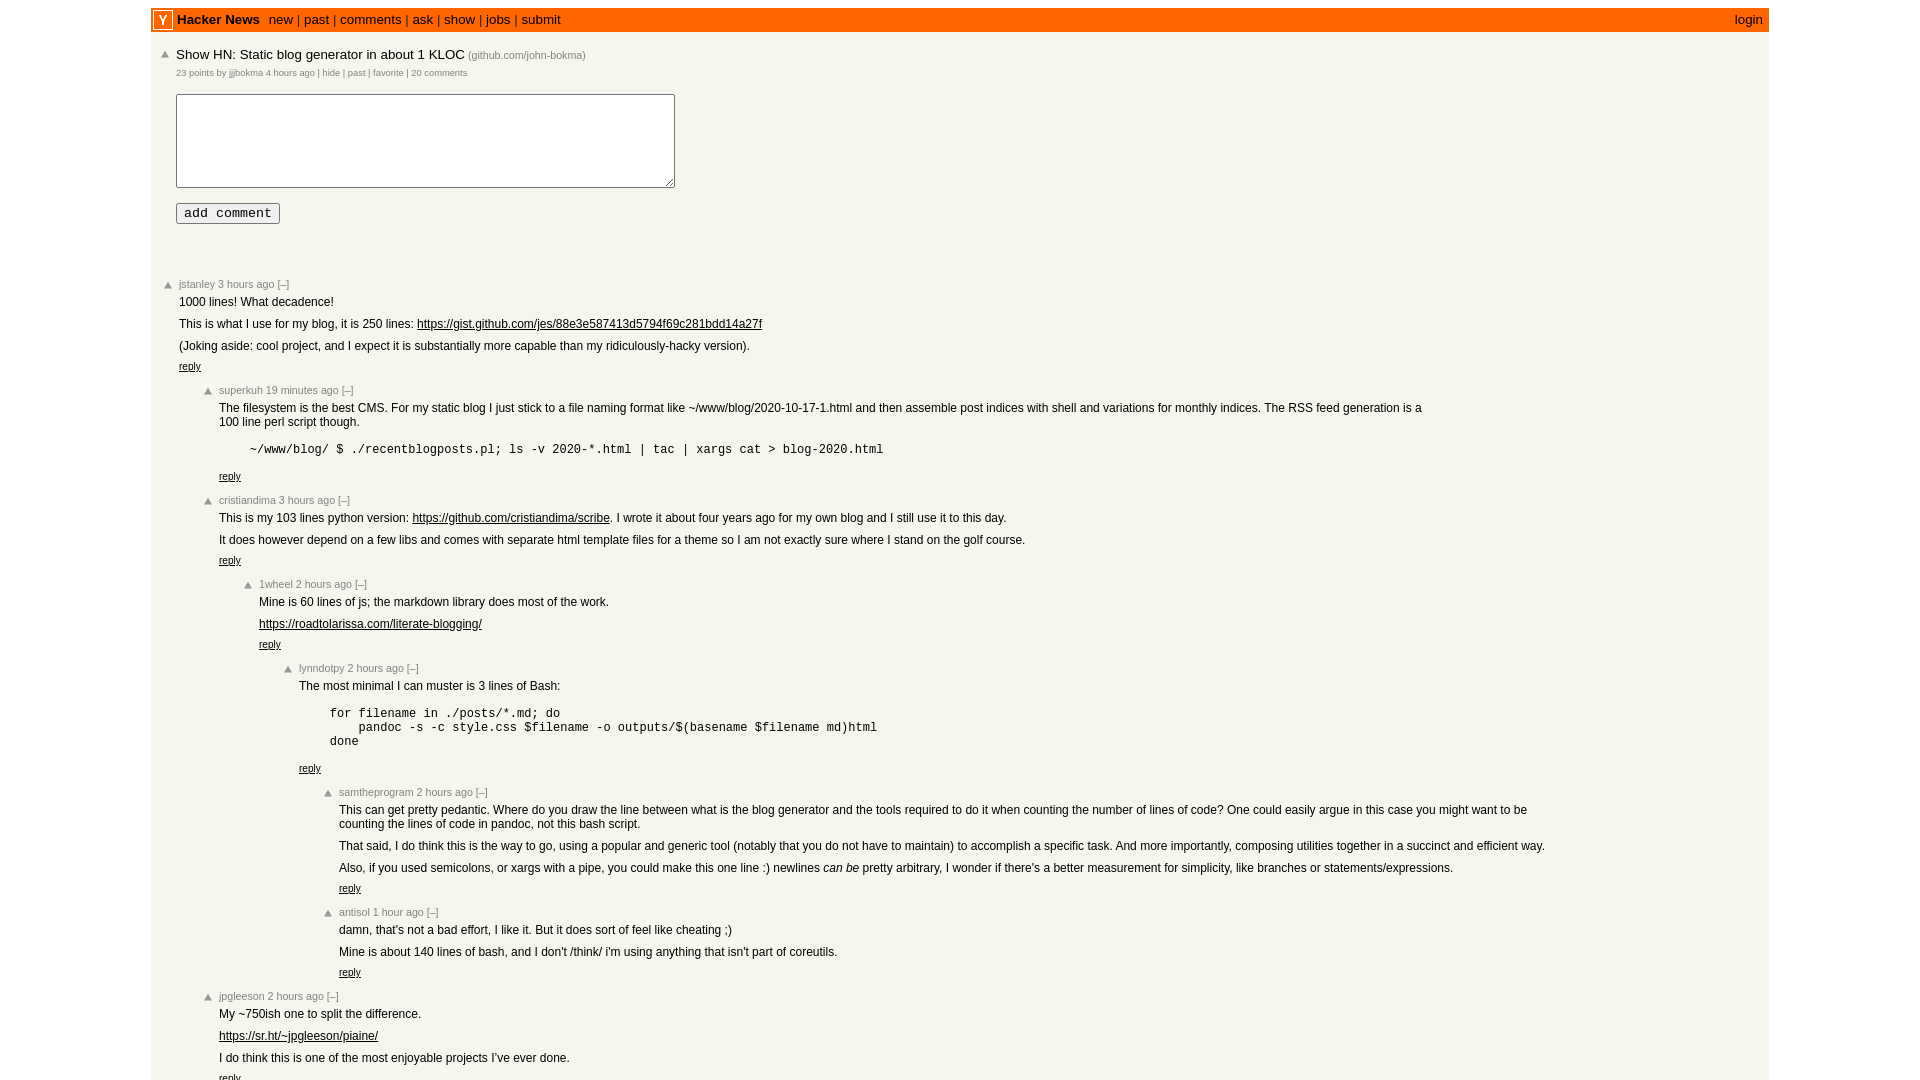 Y Hacker News new | past | comments | ask | show | jobs | submit login
Show HN: Static blog generator in about 1 KLOC (github.com/john-bokma)
23 points by jjjbokma 4 hours ago | hide | past | favorite | 20 comments
add comment
jstanley 3 hours ago [–]
1000 lines! What decadence!
This is what I use for my blog, it is 250 lines: https://gist.github.com/jes/88e3e587413d5794f69c281bdd14a27f
(Joking aside: cool project, and I expect it is substantially more capable than my ridiculously-hacky version).
reply
superkuh 19 minutes ago [–]
The filesystem is the best CMS. For my static blog I just stick to a file naming format like ~/www/blog/2020-10-17-1.html and then assemble post indices with shell and variations for monthly indices. The RSS feed generation is a
100 line perl script though.
~/www/blog/ $ ./recentblogposts.pl; ls -v 2020-*.html | tac | xargs cat > blog-2020.html
reply
cristiandima 3 hours ago [–]
This is my 103 lines python version: https://github.com/cristiandima/scribe. I wrote it about four years ago for my own blog and I still use it to this day.
It does however depend on a few libs and comes with separate html template files for a theme so I am not exactly sure where I stand on the golf course.
reply
1wheel 2 hours ago [–]
Mine is 60 lines of js; the markdown library does most of the work.
https://roadtolarissa.com/literate-blogging/
reply
lynndotpy 2 hours ago [–]
The most minimal I can muster is 3 lines of Bash:
for filename in ./posts/*.md; do
pandoc -s -c style.css $filename -o outputs/$(basename $filename md)html
done
reply
samtheprogram 2 hours ago [–]
This can get pretty pedantic. Where do you draw the line between what is the blog generator and the tools required to do it when counting the number of lines of code? One could easily argue in this case you might want to be
counting the lines of code in pandoc, not this bash script.
That said, I do think this is the way to go, using a popular and generic tool (notably that you do not have to maintain) to accomplish a specific task. And more importantly, composing utilities together in a succinct and efficient way.
Also, if you used semicolons, or xargs with a pipe, you could make this one line :) newlines can be pretty arbitrary, I wonder if there's a better measurement for simplicity, like branches or statements/expressions.
reply
antisol 1 hour ago [–]
damn, that's not a bad effort, I like it. But it does sort of feel like cheating ;)
Mine is about 140 lines of bash, and I don't /think/ i'm using anything that isn't part of coreutils.
reply
jpgleeson 2 hours ago [–]
My ~750ish one to split the difference.
https://sr.ht/~jpgleeson/piaine/
I do think this is one of the most enjoyable projects I’ve ever done.
reply